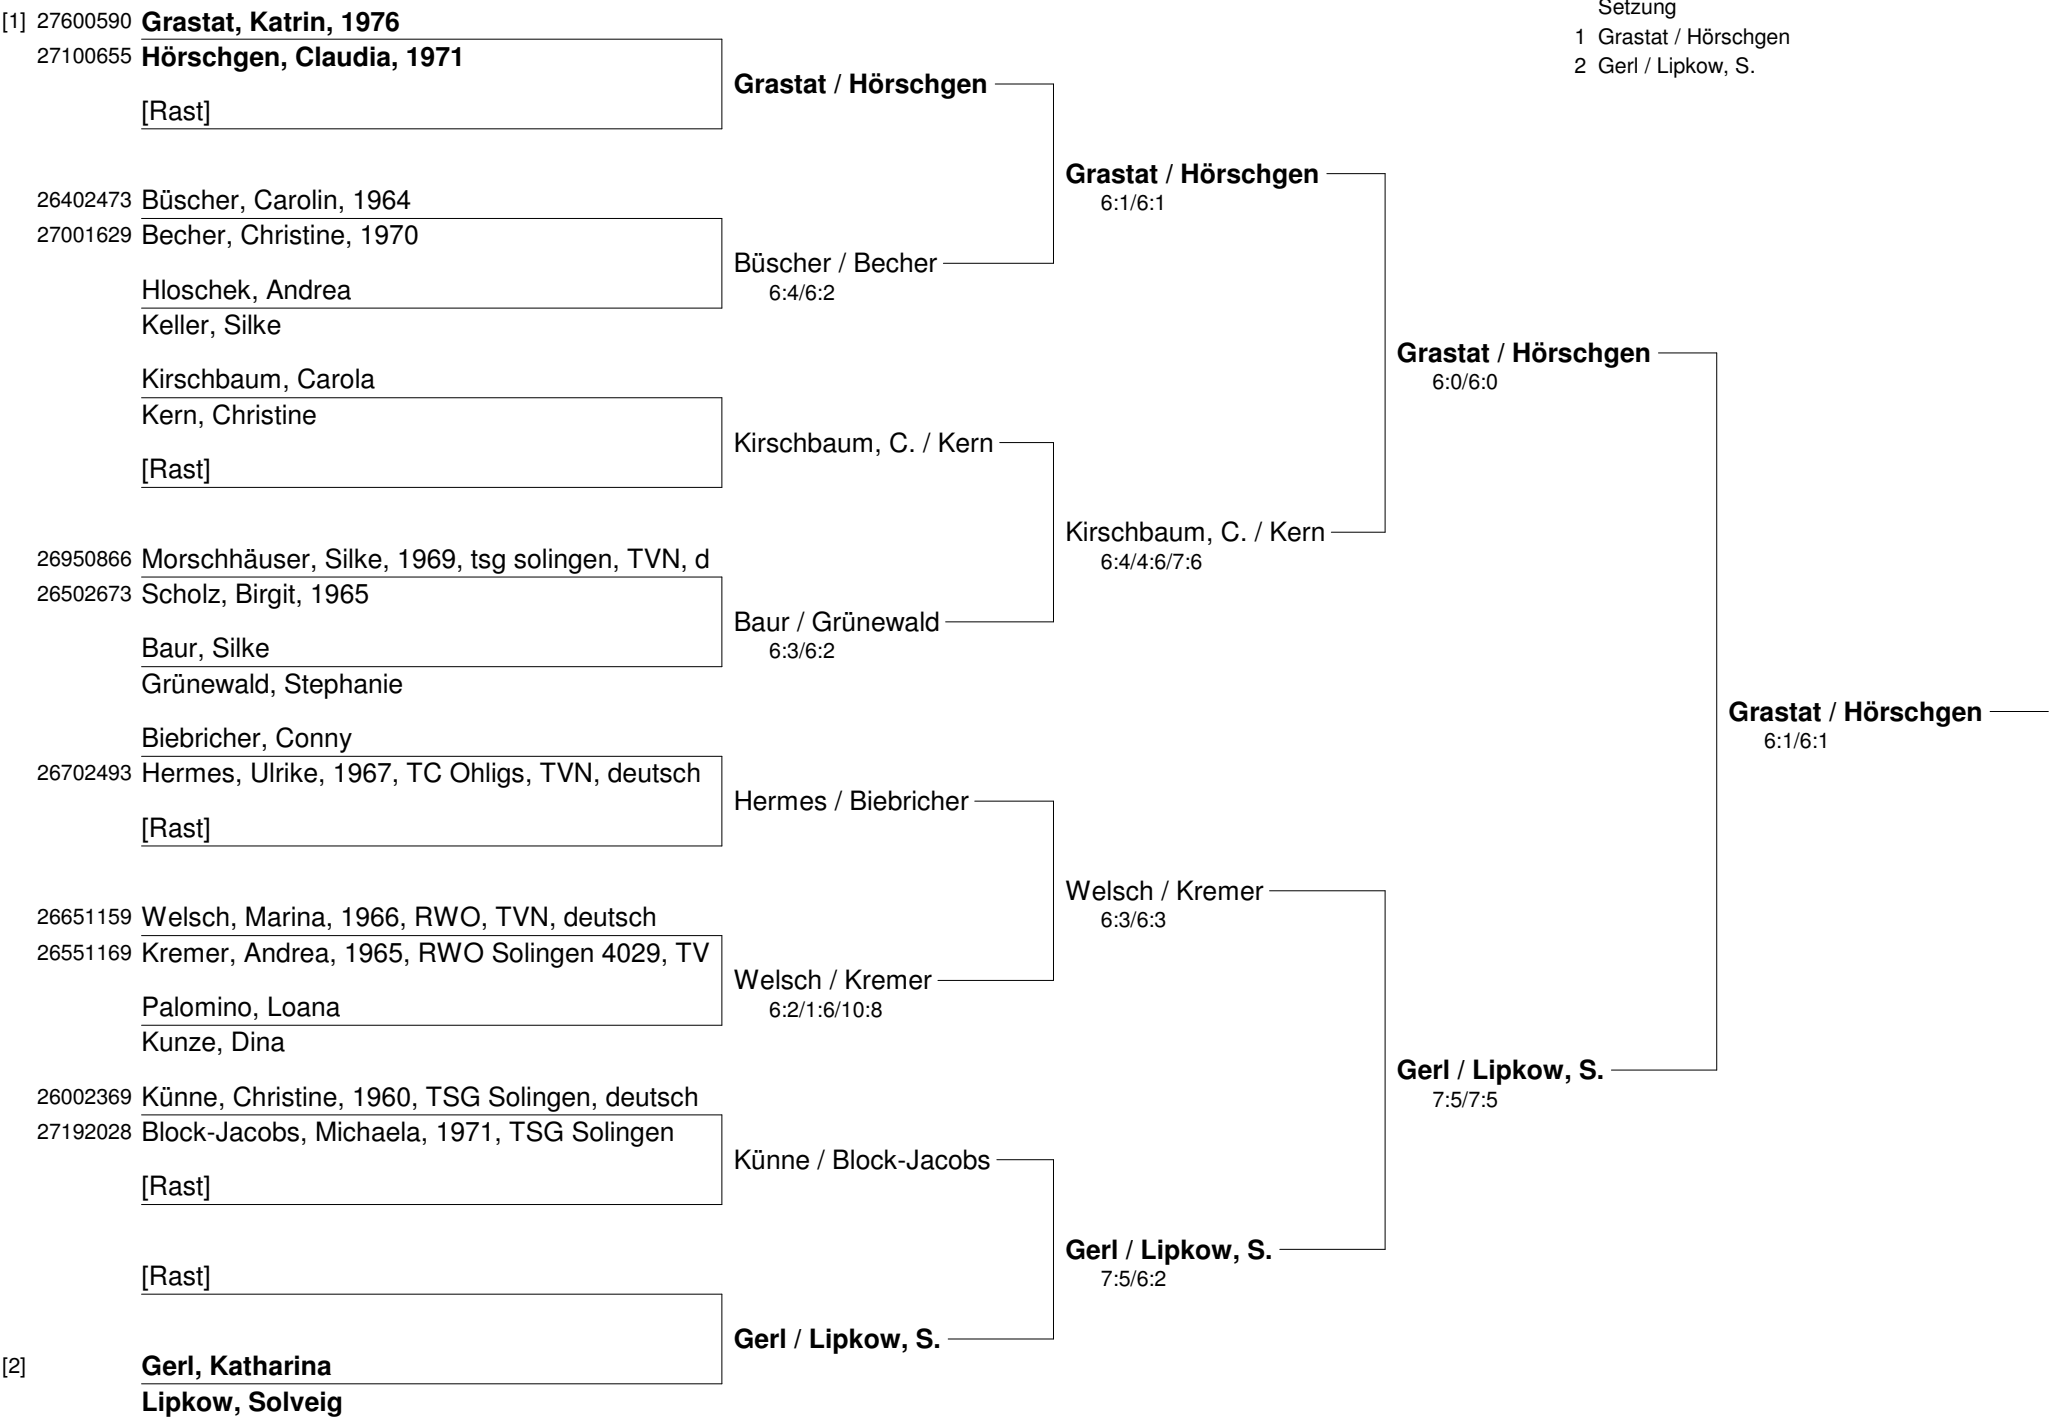 Setzung
1 Grastat / Hörschgen
2 Gerl / Lipkow, S.
[1] 27600590 Grastat, Katrin, 1976
27100655 Hörschgen, Claudia, 1971
[Rast]
26402473 Büscher, Carolin, 1964
27001629 Becher, Christine, 1970
Hloschek, Andrea
Keller, Silke
Kirschbaum, Carola
Kern, Christine
[Rast]
26950866 Morschhäuser, Silke, 1969, tsg solingen, TVN, d
26502673 Scholz, Birgit, 1965
Baur, Silke
Grünewald, Stephanie
Biebricher, Conny
26702493 Hermes, Ulrike, 1967, TC Ohligs, TVN, deutsch
[Rast]
26651159 Welsch, Marina, 1966, RWO, TVN, deutsch
26551169 Kremer, Andrea, 1965, RWO Solingen 4029, TV
Palomino, Loana
Kunze, Dina
26002369 Künne, Christine, 1960, TSG Solingen, deutsch
27192028 Block-Jacobs, Michaela, 1971, TSG Solingen
[Rast]
[Rast]
[2] Gerl, Katharina
Lipkow, Solveig
Grastat / Hörschgen
Büscher / Becher
6:4/6:2
Kirschbaum, C. / Kern
Baur / Grünewald
6:3/6:2
Hermes / Biebricher
Welsch / Kremer
6:2/1:6/10:8
Künne / Block-Jacobs
Gerl / Lipkow, S.
Grastat / Hörschgen
6:1/6:1
Kirschbaum, C. / Kern
6:4/4:6/7:6
Welsch / Kremer
6:3/6:3
Gerl / Lipkow, S.
7:5/6:2
Grastat / Hörschgen
6:0/6:0
Gerl / Lipkow, S.
7:5/7:5
Grastat / Hörschgen
6:1/6:1